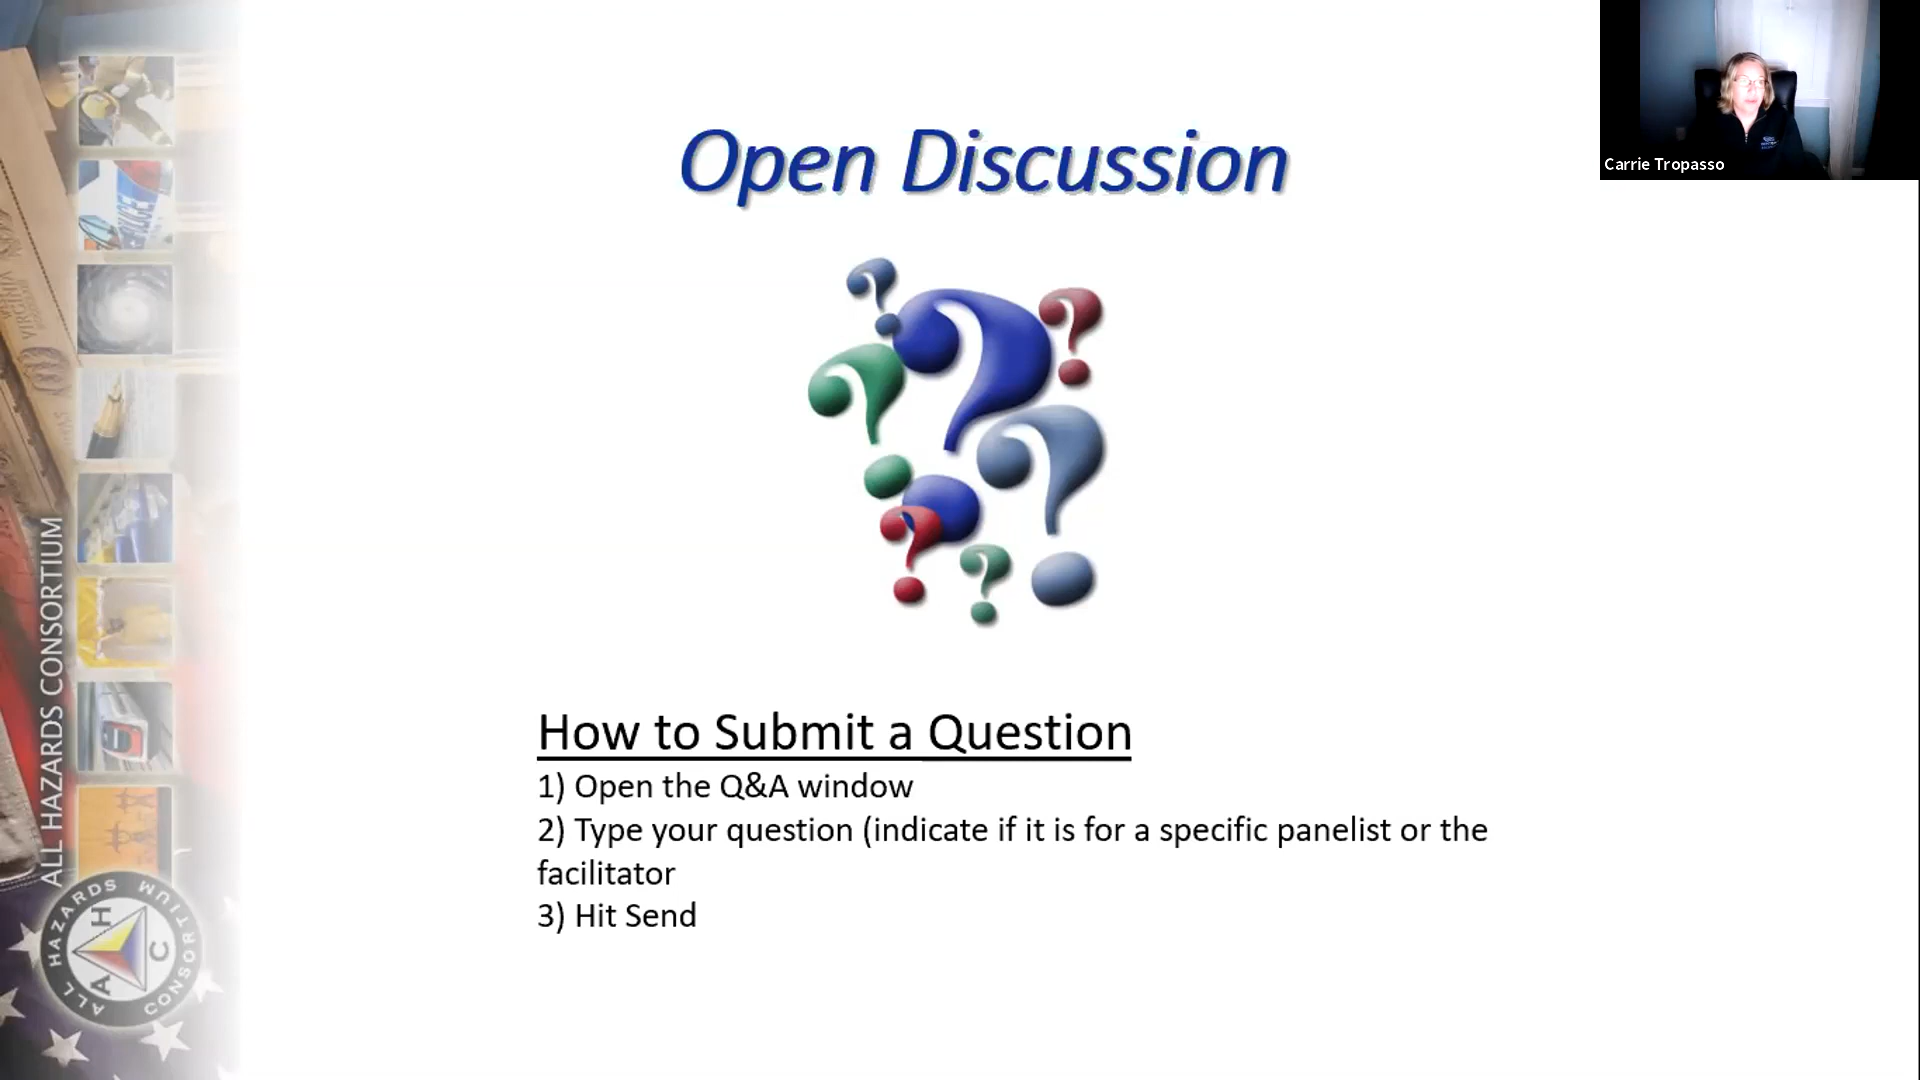 Open Discussion
Carrie Tropasso
How to Submit a Question
1) Open the Q&A window
2) Type your question (indicate if it is for a specific panelist or the
facilitator
3) Hit Send
ALL HAZARDS CONSORTIUM
ALL HAZARDS CONSORTIUM
A H C
VIRGINIA